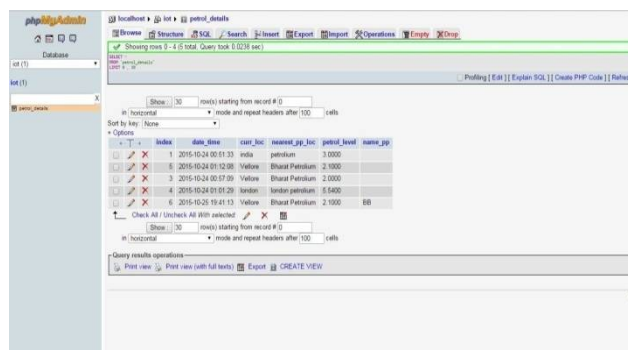 phpMyAdmin
localhost ▸ iot ▸ petrol_details
Browse Structure SQL Search Insert Export Import Operations Empty Drop
Database
iot (1)
iot (1)
X
petrol_details
Showing rows 0 - 4 (5 total, Query took 0.0238 sec)
SELECT *
FROM `petrol_details`
LIMIT 0 , 30
Profiling [ Edit ] [ Explain SQL ] [ Create PHP Code ] [ Refres
Show : 30 row(s) starting from record # 0
in horizontal mode and repeat headers after 100 cells
Sort by key: None
+ Options
Index date_time curr_loc nearest_pp_loc petrol_level name_pp
1 2015-10-24 00:51:33 india petrolium 3.0000
5 2015-10-24 01:12:08 Vellore Bharat Petrolium 2.1000
3 2015-10-24 00:57:09 Vellore Bharat Petrolium 2.0000
4 2015-10-24 01:01:29 london london petrolium 5.5400
6 2015-10-25 19:41:13 Vellore Bharat Petrolium 2.1000 BB
Check All / Uncheck All With selected:
Show : 30 row(s) starting from record # 0
in horizontal mode and repeat headers after 100 cells
Query results operations
Print view Print view (with full texts) Export CREATE VIEW